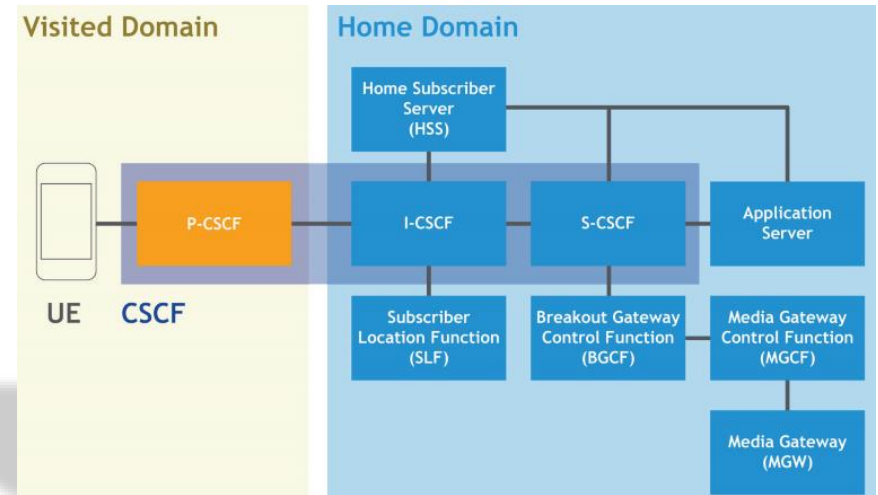 Visited Domain
Home Domain
Home Subscriber
Server
(HSS)
P-CSCF
I-CSCF
S-CSCF
Application
Server
UE
CSCF
Subscriber
Location Function
(SLF)
Breakout Gateway
Control Function
(BGCF)
Media Gateway
Control Function
(MGCF)
Media Gateway
(MGW)